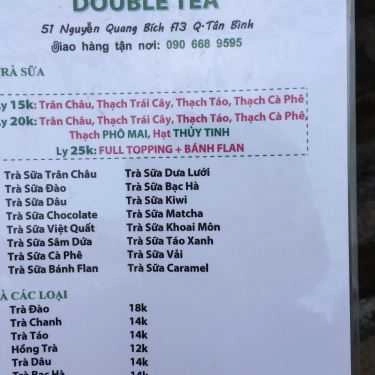 DOUBLE TEA
51 Nguyễn Quang Bích f13 Q.Tân Bình
Giao hàng tận nơi: 090 668 9595
TRÀ SỮA
Ly 15k: Trân Châu, Thạch Trái Cây, Thạch Táo, Thạch Cà Phê
Ly 20k: Trân Châu, Thạch Trái Cây, Thạch Táo, Thạch Cà Phê,
Thạch PHÔ MAI, Hạt THỦY TINH
Ly 25k: FULL TOPPING + BÁNH FLAN
Trà Sữa Trân Châu Trà Sữa Dưa Lưới
Trà Sữa Đào Trà Sữa Bạc Hà
Trà Sữa Dâu Trà Sữa Kiwi
Trà Sữa Chocolate Trà Sữa Matcha
Trà Sữa Việt Quất Trà Sữa Khoai Môn
Trà Sữa Sâm Dứa Trà Sữa Táo Xanh
Trà Sữa Cà Phê Trà Sữa Vải
Trà Sữa Bánh Flan Trà Sữa Caramel
À CÁC LOẠI
Trà Đào 18k
Trà Chanh 14k
Trà Táo 14k
Hồng Trà 12k
Trà Dâu 14k
Trà Bạc Hà 14k